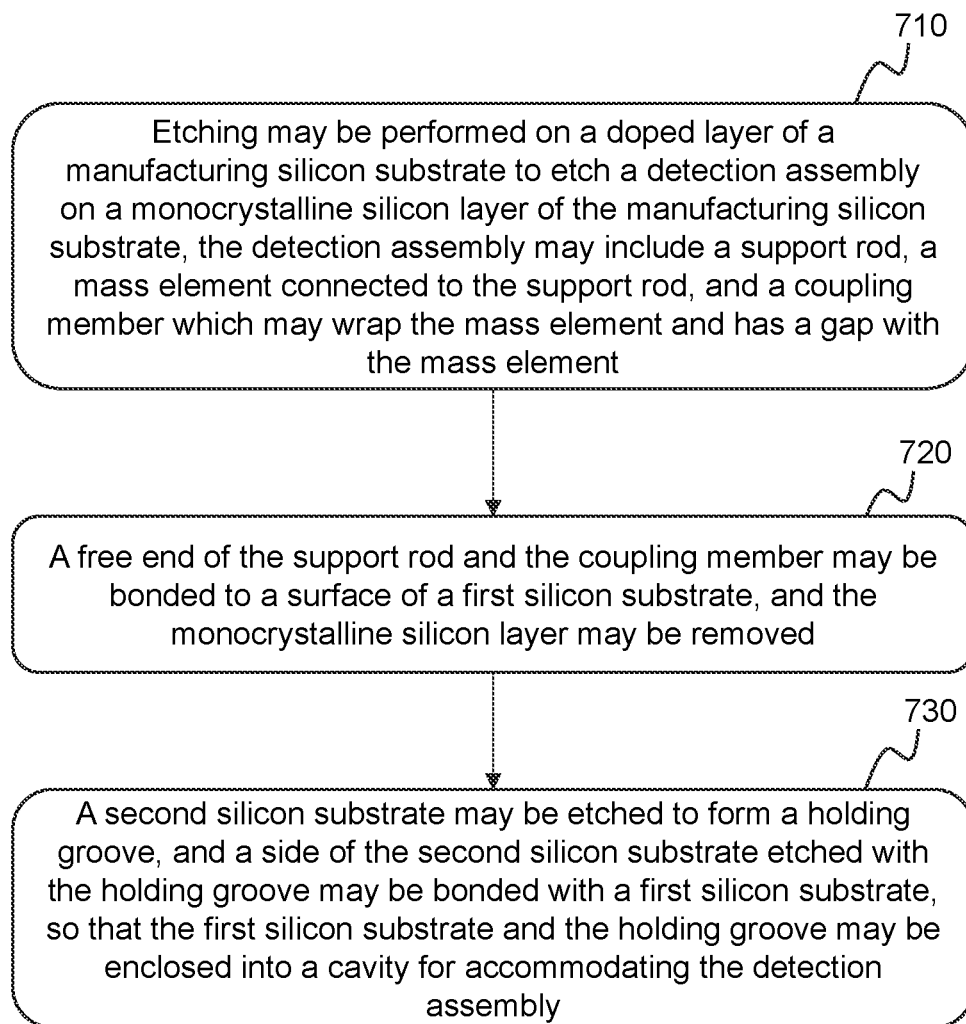 710
Etching may be performed on a doped layer of a
manufacturing silicon substrate to etch a detection assembly
on a monocrystalline silicon layer of the manufacturing silicon
substrate, the detection assembly may include a support rod, a
mass element connected to the support rod, and a coupling
member which may wrap the mass element and has a gap with
the mass element
720
A free end of the support rod and the coupling member may be
bonded to a surface of a first silicon substrate, and the
monocrystalline silicon layer may be removed
730
A second silicon substrate may be etched to form a holding
groove, and a side of the second silicon substrate etched with
the holding groove may be bonded with a first silicon substrate,
so that the first silicon substrate and the holding groove may be
enclosed into a cavity for accommodating the detection
assembly